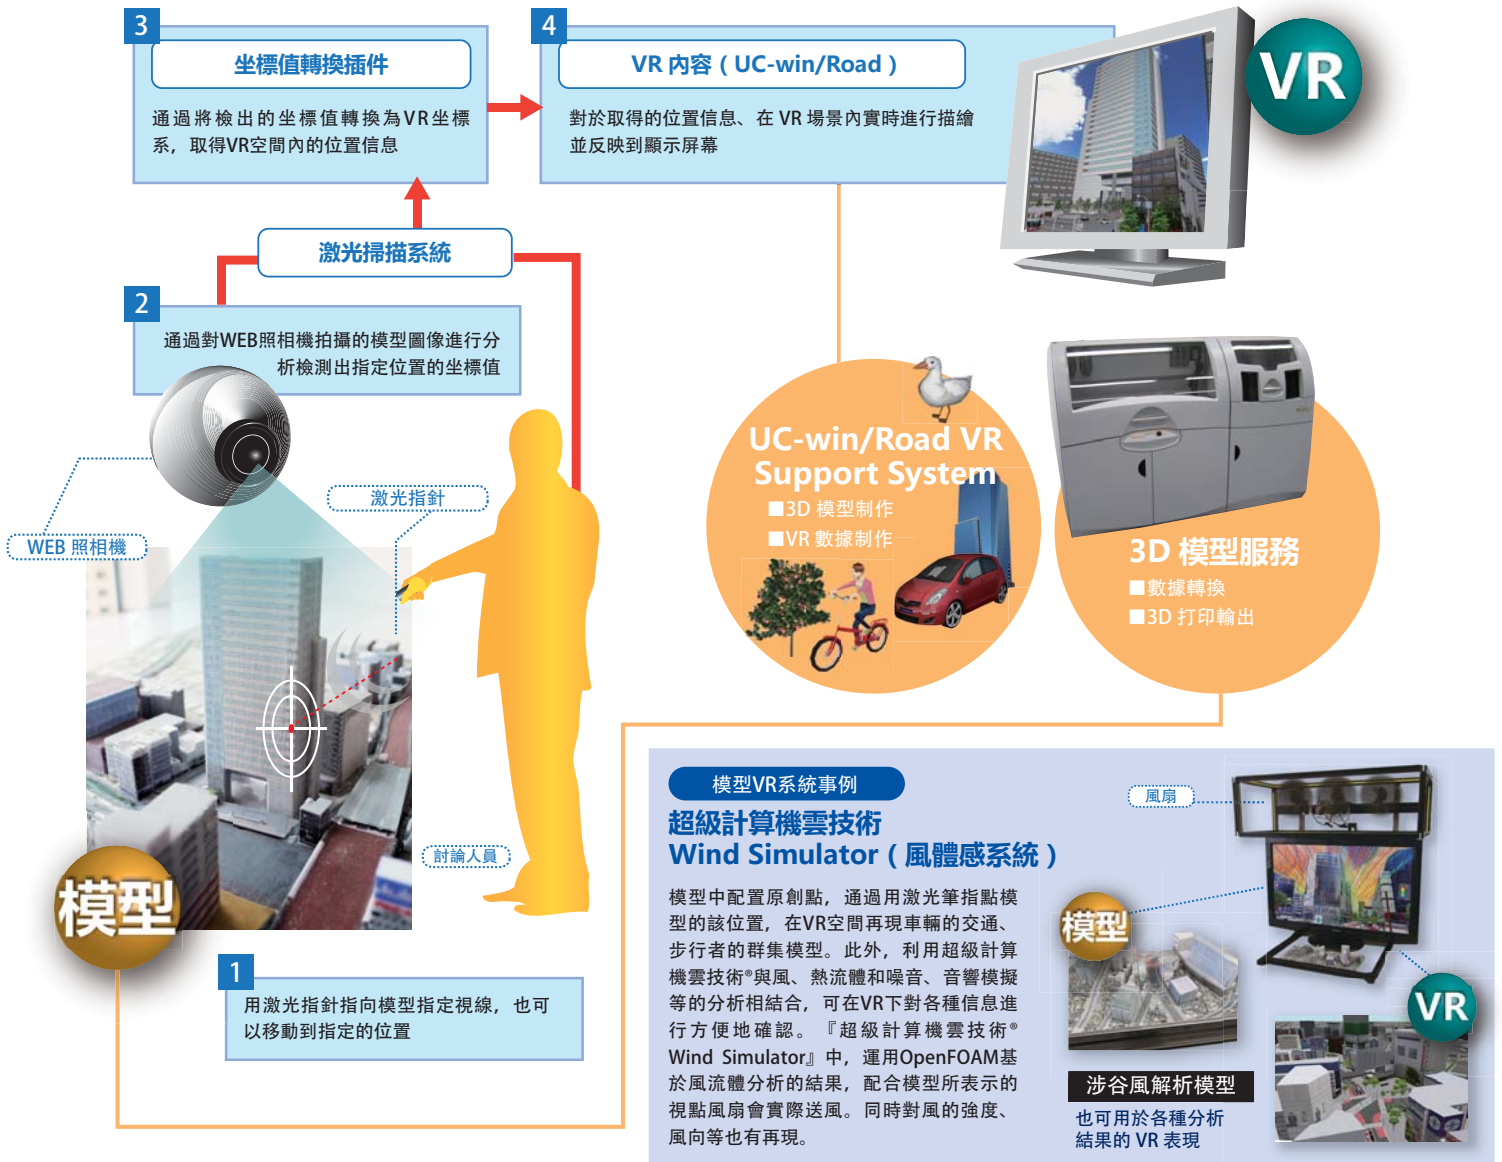 3
坐標值轉換插件
通過將檢出的坐標值轉換為VR坐標
系，取得VR空間內的位置信息
4
VR 內容（UC-win/Road）
對於取得的位置信息、在 VR 場景內實時進行描繪
並反映到顯示屏幕
VR
激光掃描系統
2
通過對WEB照相機拍攝的模型圖像進行分
析檢測出指定位置的坐標值
激光指針
WEB 照相機
討論人員
模型
1
用激光指針指向模型指定視線，也可
以移動到指定的位置
UC-win/Road VR
Support System
■3D 模型制作
■VR 數據制作
3D 模型服務
■數據轉換
■3D 打印輸出
模型VR系統事例
超級計算機雲技術
Wind Simulator（風體感系統）
模型中配置原創點，通過用激光筆指點模
型的該位置，在VR空間再現車輛的交通、
步行者的群集模型。此外，利用超級計算
機雲技術®與風、熱流體和噪音、音響模擬
等的分析相結合，可在VR下對各種信息進
行方便地確認。『超級計算機雲技術®
Wind Simulator』中，運用OpenFOAM基
於風流體分析的結果，配合模型所表示的
視點風扇會實際送風。同時對風的強度、
風向等也有再現。
風扇
模型
VR
涉谷風解析模型
也可用於各種分析
結果的 VR 表現